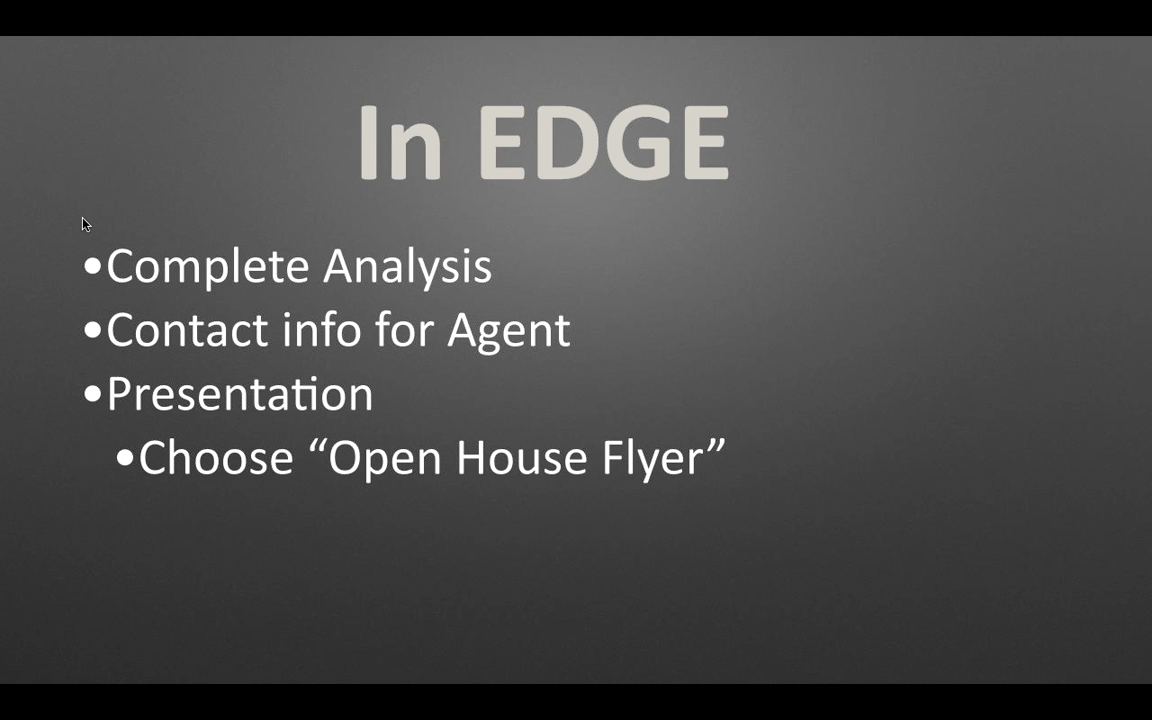 In EDGE
•Complete Analysis
•Contact info for Agent
•Presentation
•Choose “Open House Flyer”